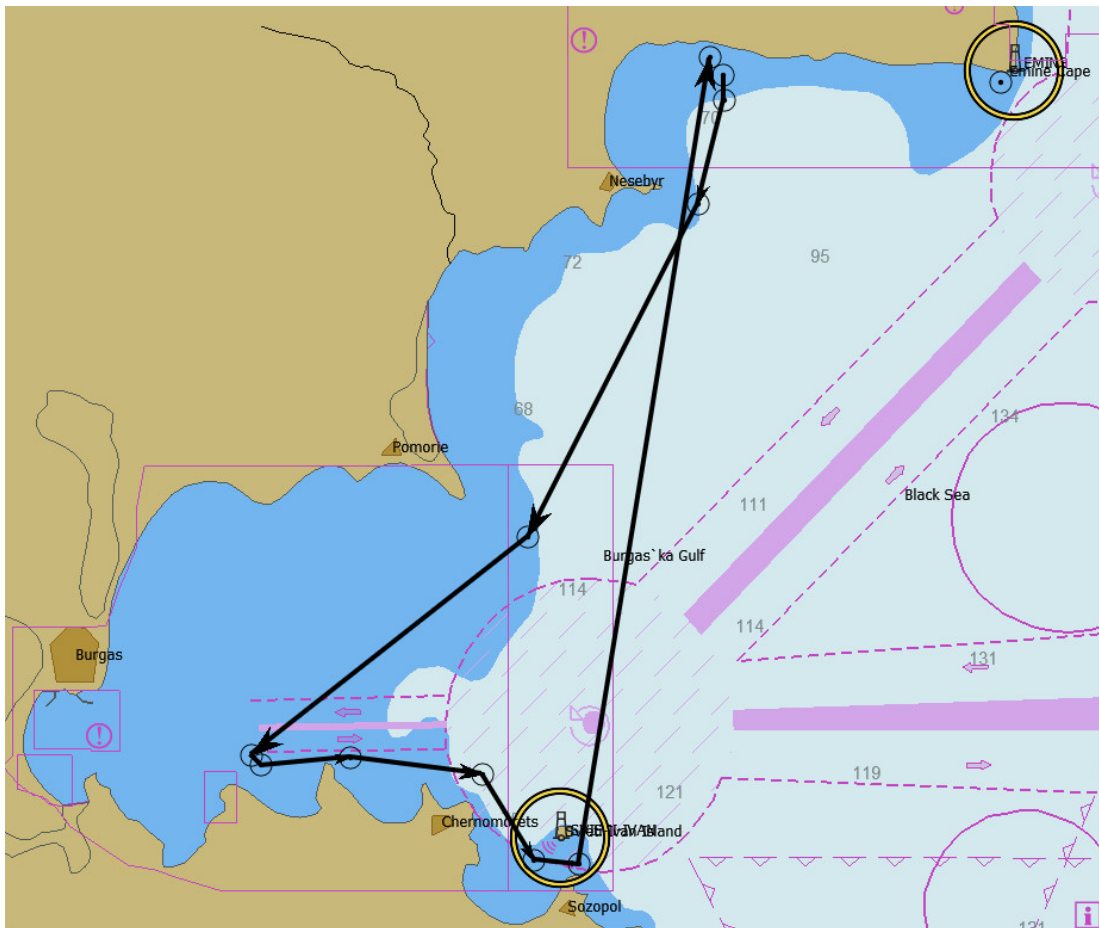 Emine Cape
70
Nesebyr
72
95
68
134
Pomorie
Black Sea
111
Burgas`ka Gulf
114
114
Burgas
131
119
121
Chernomorets
Sozopol
131